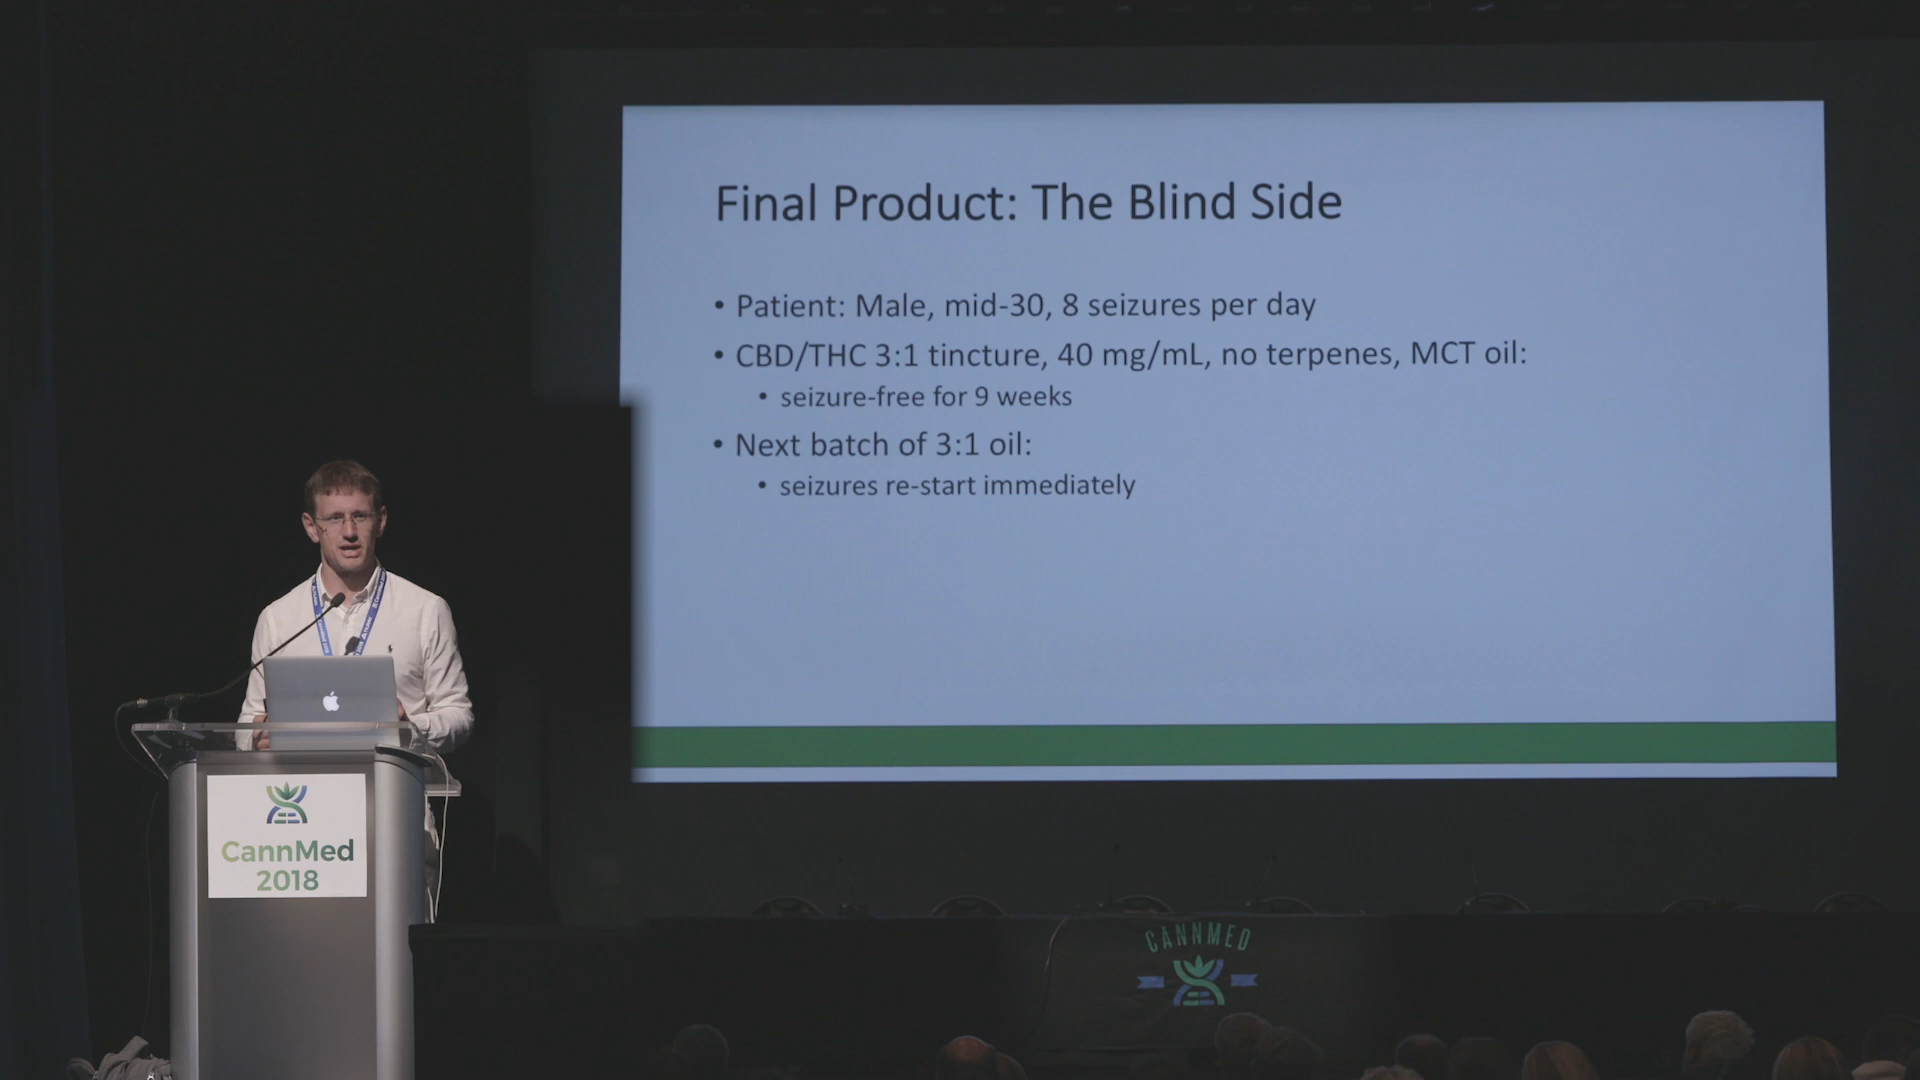 Final Product: The Blind Side
• Patient: Male, mid-30, 8 seizures per day
• CBD/THC 3:1 tincture, 40 mg/mL, no terpenes, MCT oil:
• seizure-free for 9 weeks
• Next batch of 3:1 oil:
• seizures re-start immediately
CannMed
2018
CANNMED